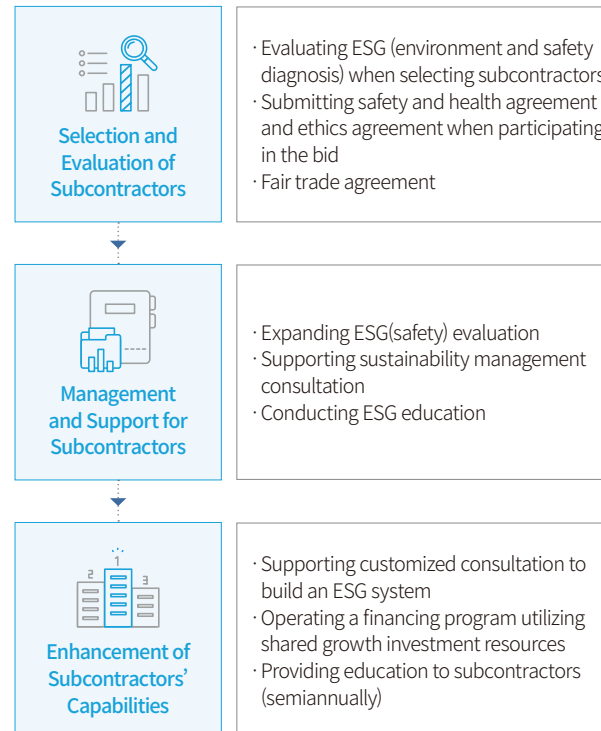 Selection and
Evaluation of
Subcontractors
· Evaluating ESG (environment and safety
diagnosis) when selecting subcontractors
· Submitting safety and health agreement
and ethics agreement when participating
in the bid
· Fair trade agreement
Management
and Support for
Subcontractors
· Expanding ESG(safety) evaluation
· Supporting sustainability management
consultation
· Conducting ESG education
2 1 3
Enhancement of
Subcontractors’
Capabilities
· Supporting customized consultation to
build an ESG system
· Operating a financing program utilizing
shared growth investment resources
· Providing education to subcontractors
(semiannually)